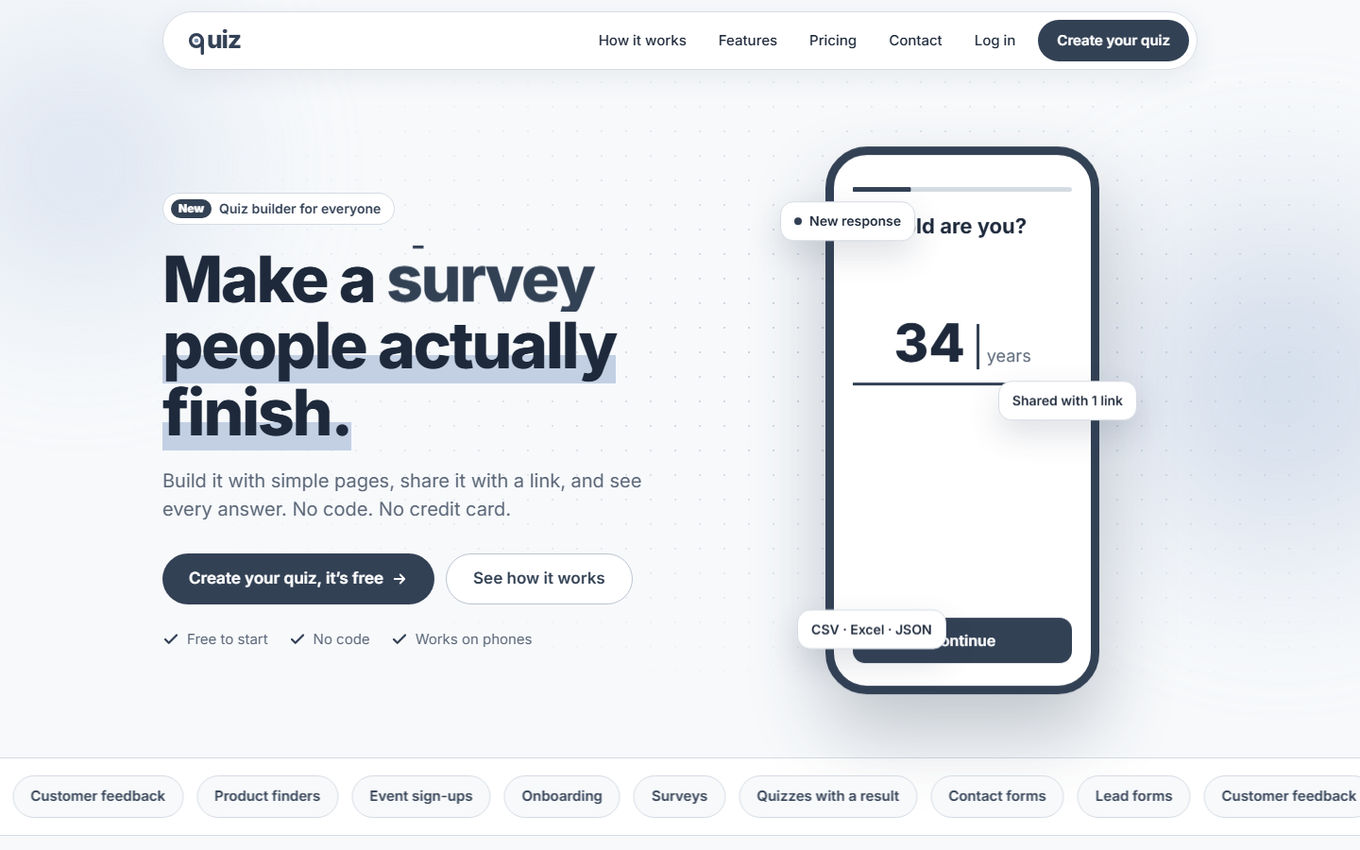 quiz
How it works Features Pricing Contact Log in Create your quiz
New Quiz builder for everyone
Make a survey
people actually
finish.
Build it with simple pages, share it with a link, and see
every answer. No code. No credit card.
Create your quiz, it’s free →
See how it works
Free to start No code Works on phones
New response
ld are you?
34 years
Shared with 1 link
CSV · Excel · JSON
ontinue
Customer feedback Product finders Event sign-ups Onboarding Surveys Quizzes with a result Contact forms Lead forms Customer feedback